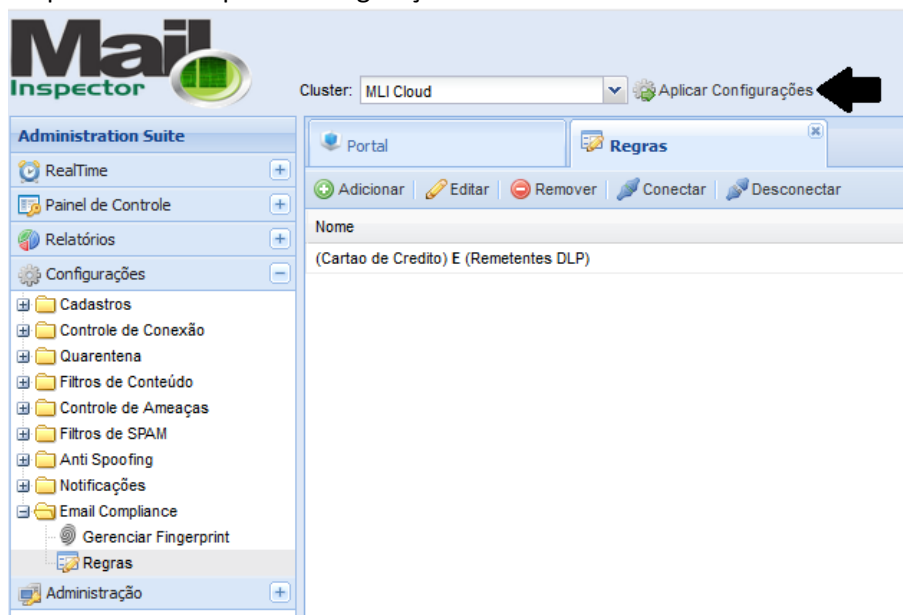 Mail
Inspector
Cluster: MLI Cloud Aplicar Configurações
Administration Suite
Portal
Regras
RealTime
Adicionar Editar Remover Conectar Desconectar
Painel de Controle
Nome
Relatórios
(Cartao de Credito) E (Remetentes DLP)
Configurações
Cadastros
Controle de Conexão
Quarentena
Filtros de Conteúdo
Controle de Ameaças
Filtros de SPAM
Anti Spoofing
Notificações
Email Compliance
Gerenciar Fingerprint
Regras
Administração